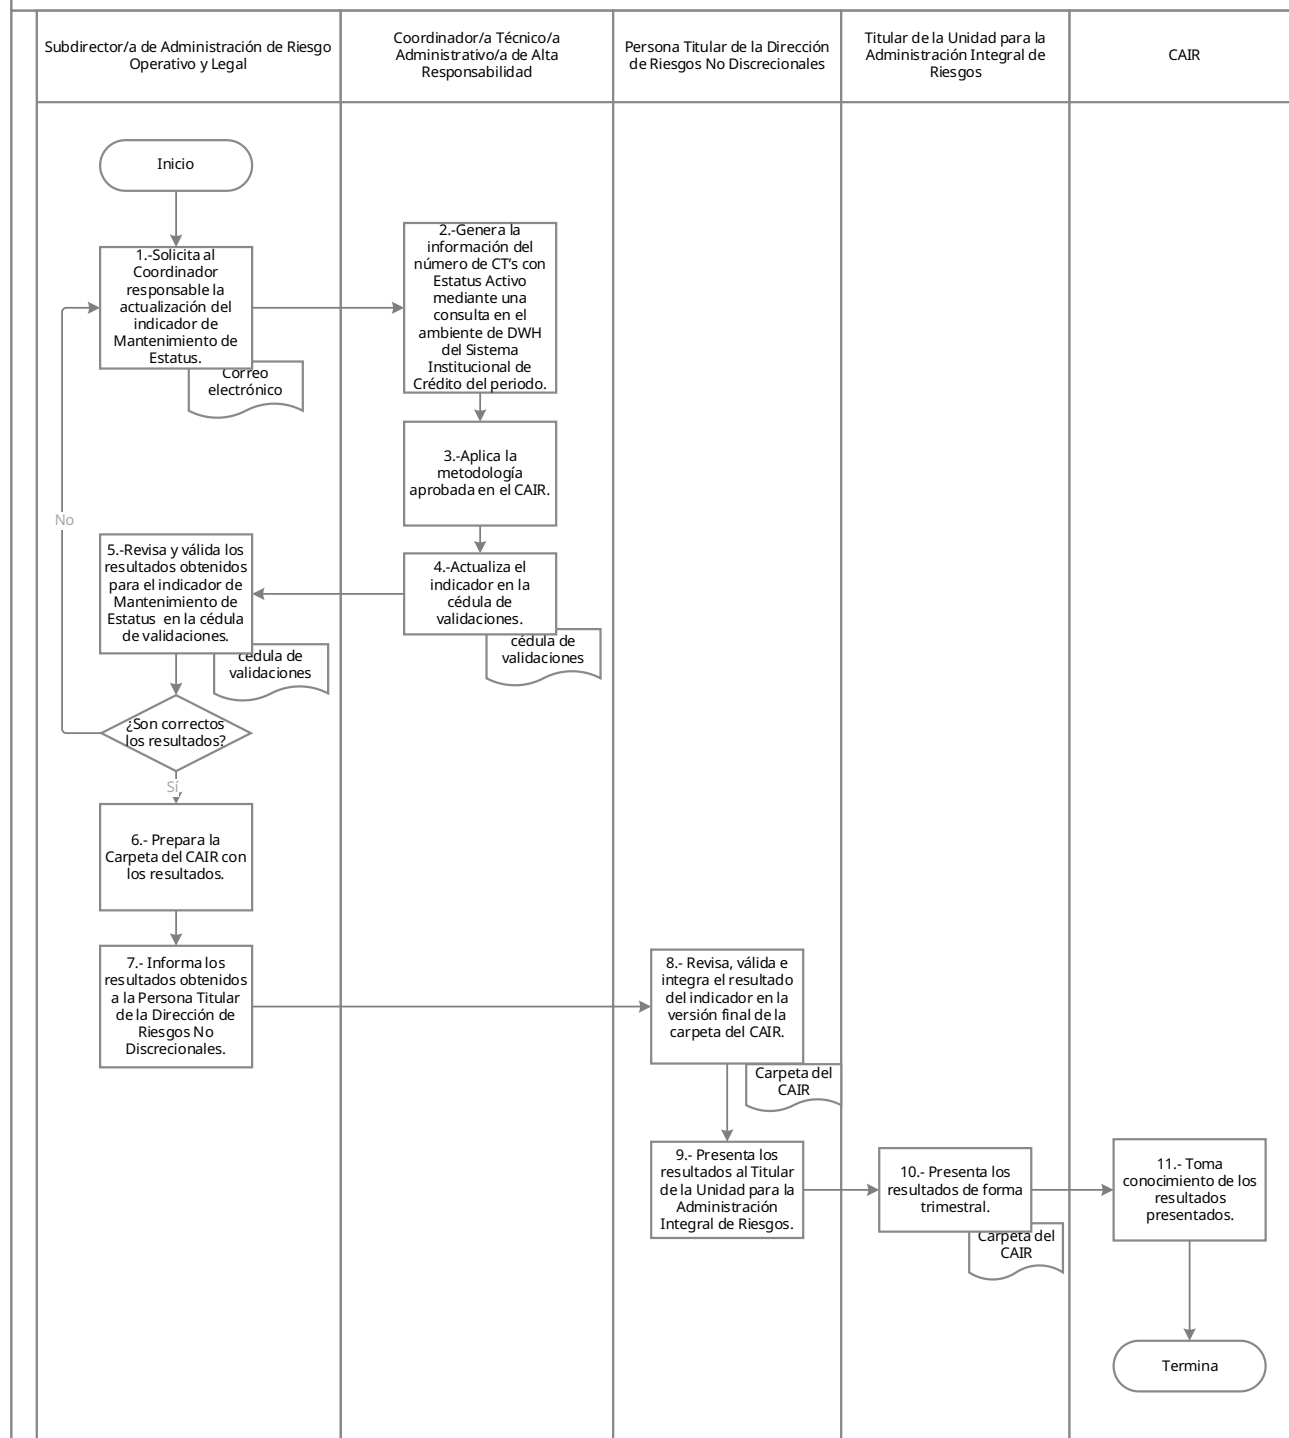 Subdirector/a de Administración de Riesgo
Operativo y Legal
Coordinador/a Técnico/a
Administrativo/a de Alta
Responsabilidad
Persona Titular de la Dirección
de Riesgos No Discrecionales
Titular de la Unidad para la
Administración Integral de
Riesgos
CAIR
Inicio
1.-Solicita al
Coordinador
responsable la
actualización del
indicador de
Mantenimiento de
Estatus.
Correo
electrónico
2.-Genera la
información del
número de CT's con
Estatus Activo
mediante una
consulta en el
ambiente de DWH
del Sistema
Institucional de
Crédito del periodo.
3.-Aplica la
metodología
aprobada en el CAIR.
4.-Actualiza el
indicador en la
cédula de
validaciones.
cédula de
validaciones
No
5.-Revisa y válida los
resultados obtenidos
para el indicador de
Mantenimiento de
Estatus  en la cédula
de validaciones.
cédula de
validaciones
¿Son correctos
los resultados?
Sí
6.- Prepara la
Carpeta del CAIR con
los resultados.
7.- Informa los
resultados obtenidos
a la Persona Titular
de la Dirección de
Riesgos No
Discrecionales.
8.- Revisa, válida e
integra el resultado
del indicador en la
versión final de la
carpeta del CAIR.
Carpeta del
CAIR
9.- Presenta los
resultados al Titular
de la Unidad para la
Administración
Integral de Riesgos.
10.- Presenta los
resultados de forma
trimestral.
Carpeta del
CAIR
11.- Toma
conocimiento de los
resultados
presentados.
Termina